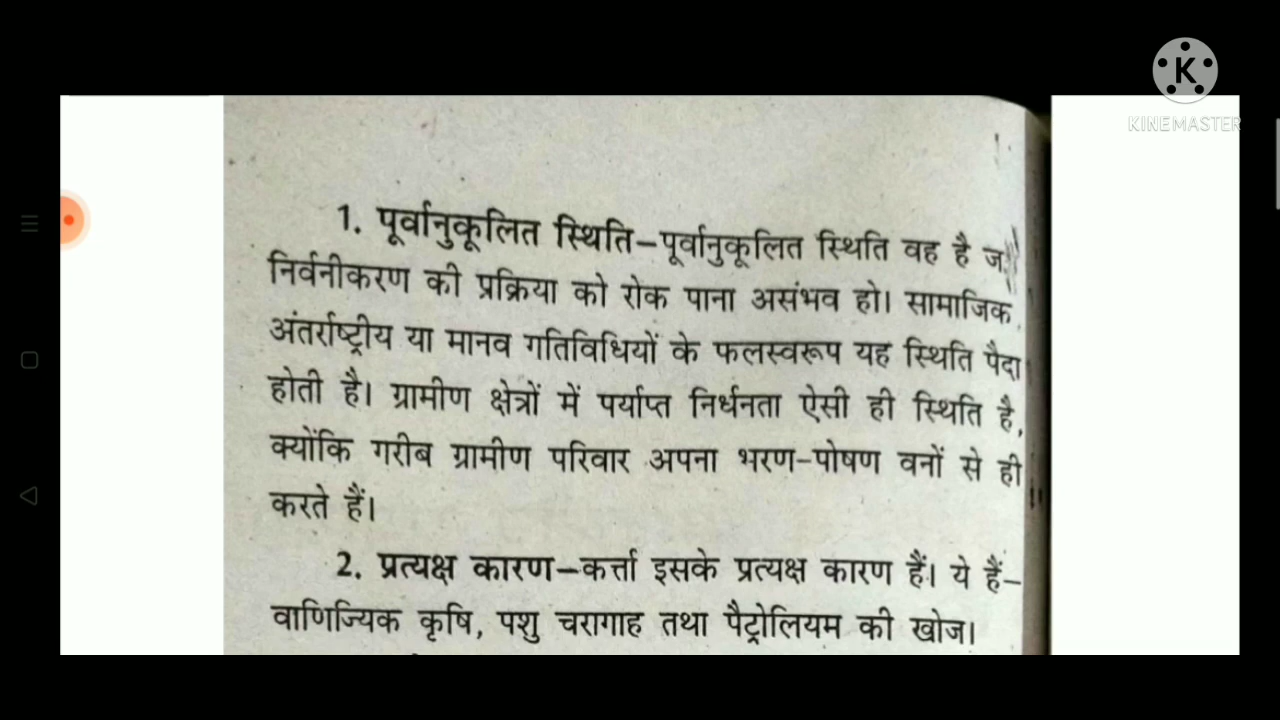 K
KINEMASTER
1. पूर्वानुकूलित स्थिति–पूर्वानुकूलित स्थिति वह है
निर्वनीकरण की प्रक्रिया को रोक पाना असंभव हो। सामाजिक,
अंतर्राष्ट्रीय या मानव गतिविधियों के फलस्वरूप यह स्थिति पैदा
होती है। ग्रामीण क्षेत्रों में पर्याप्त निर्धनता ऐसी ही स्थिति है,
क्योंकि गरीब ग्रामीण परिवार अपना भरण-पोषण वनों से ही
करते हैं।
2. प्रत्यक्ष कारण–कर्त्ता इसके प्रत्यक्ष कारण हैं। ये हैं–
वाणिज्यिक कृषि, पशु चरागाह तथा पैट्रोलियम की खोज।